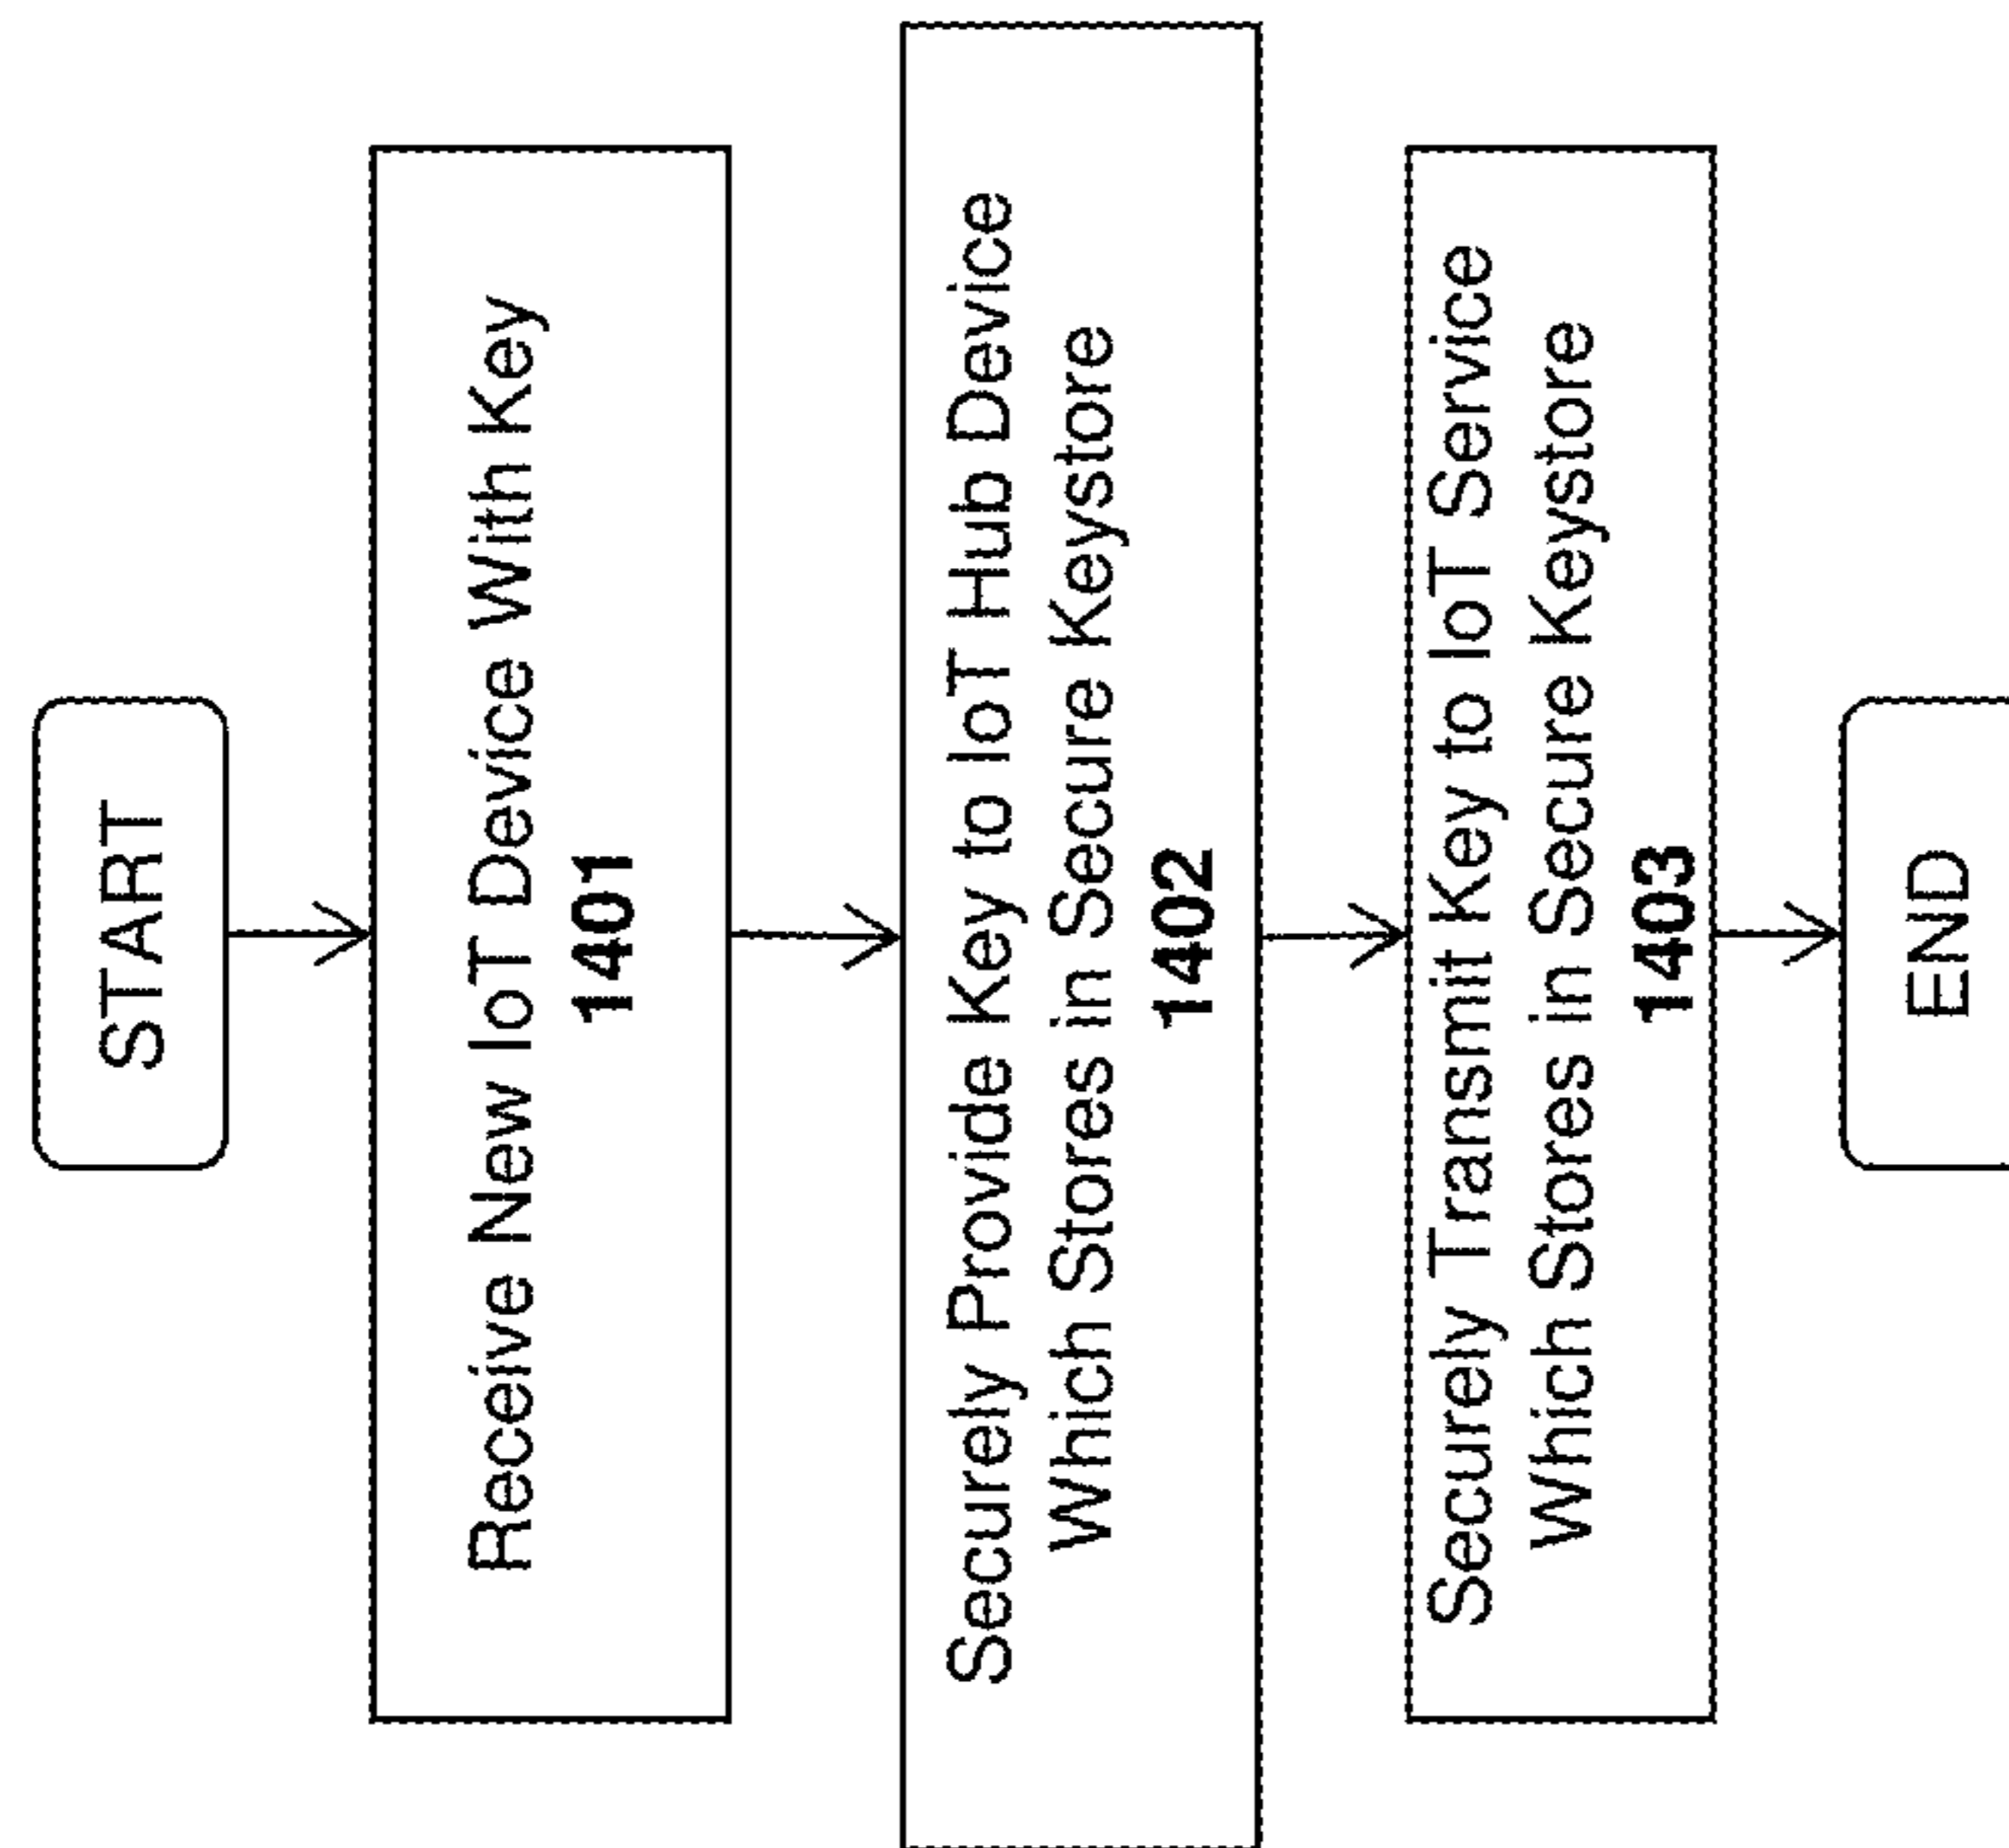 START
Receive New IoT Device With Key
1401
Securely Provide Key to IoT Hub Device
Which Stores in Secure Keystore
1402
Securely Transmit Key to IoT Service
Which Stores in Secure Keystore
1403
END